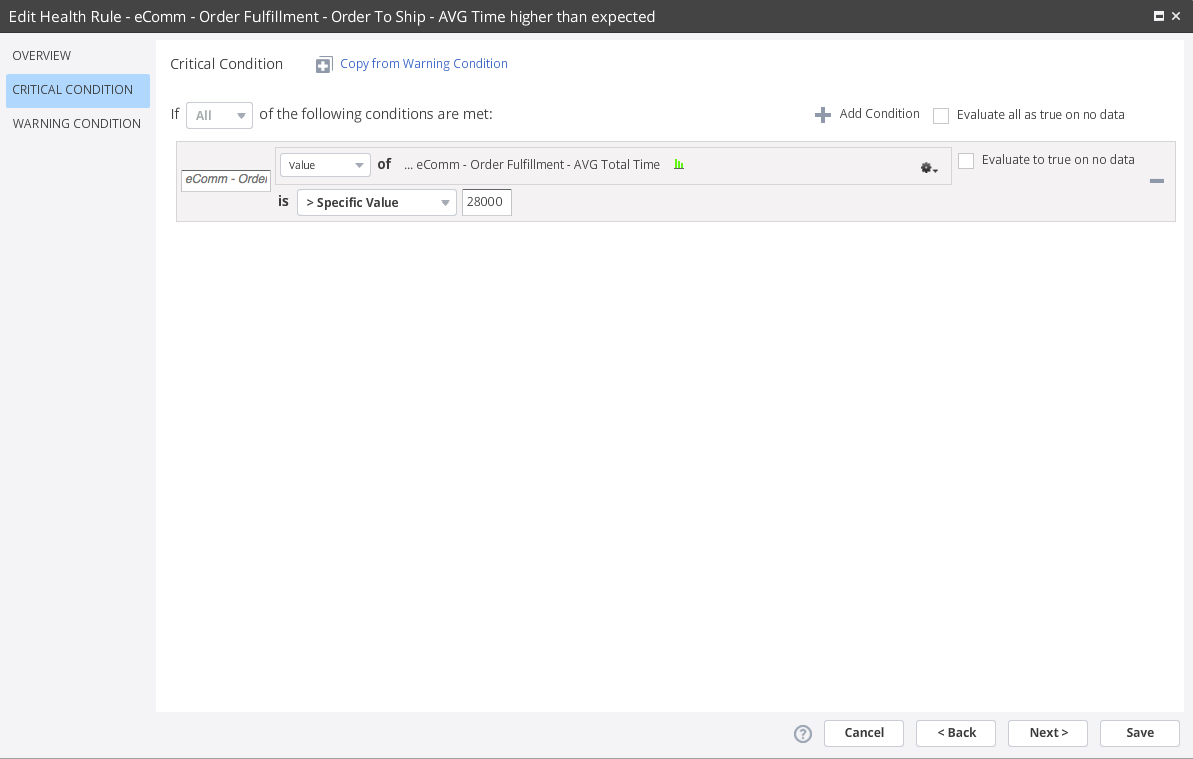 Edit Health Rule - eComm - Order Fulfillment - Order To Ship - AVG Time higher than expected
OVERVIEW
CRITICAL CONDITION
WARNING CONDITION
Critical Condition
Copy from Warning Condition
If All of the following conditions are met:
Add Condition
Evaluate all as true on no data
eComm - Order
Value of ... eComm - Order Fulfillment - AVG Total Time
Evaluate to true on no data
is > Specific Value 28000
? Cancel < Back Next > Save